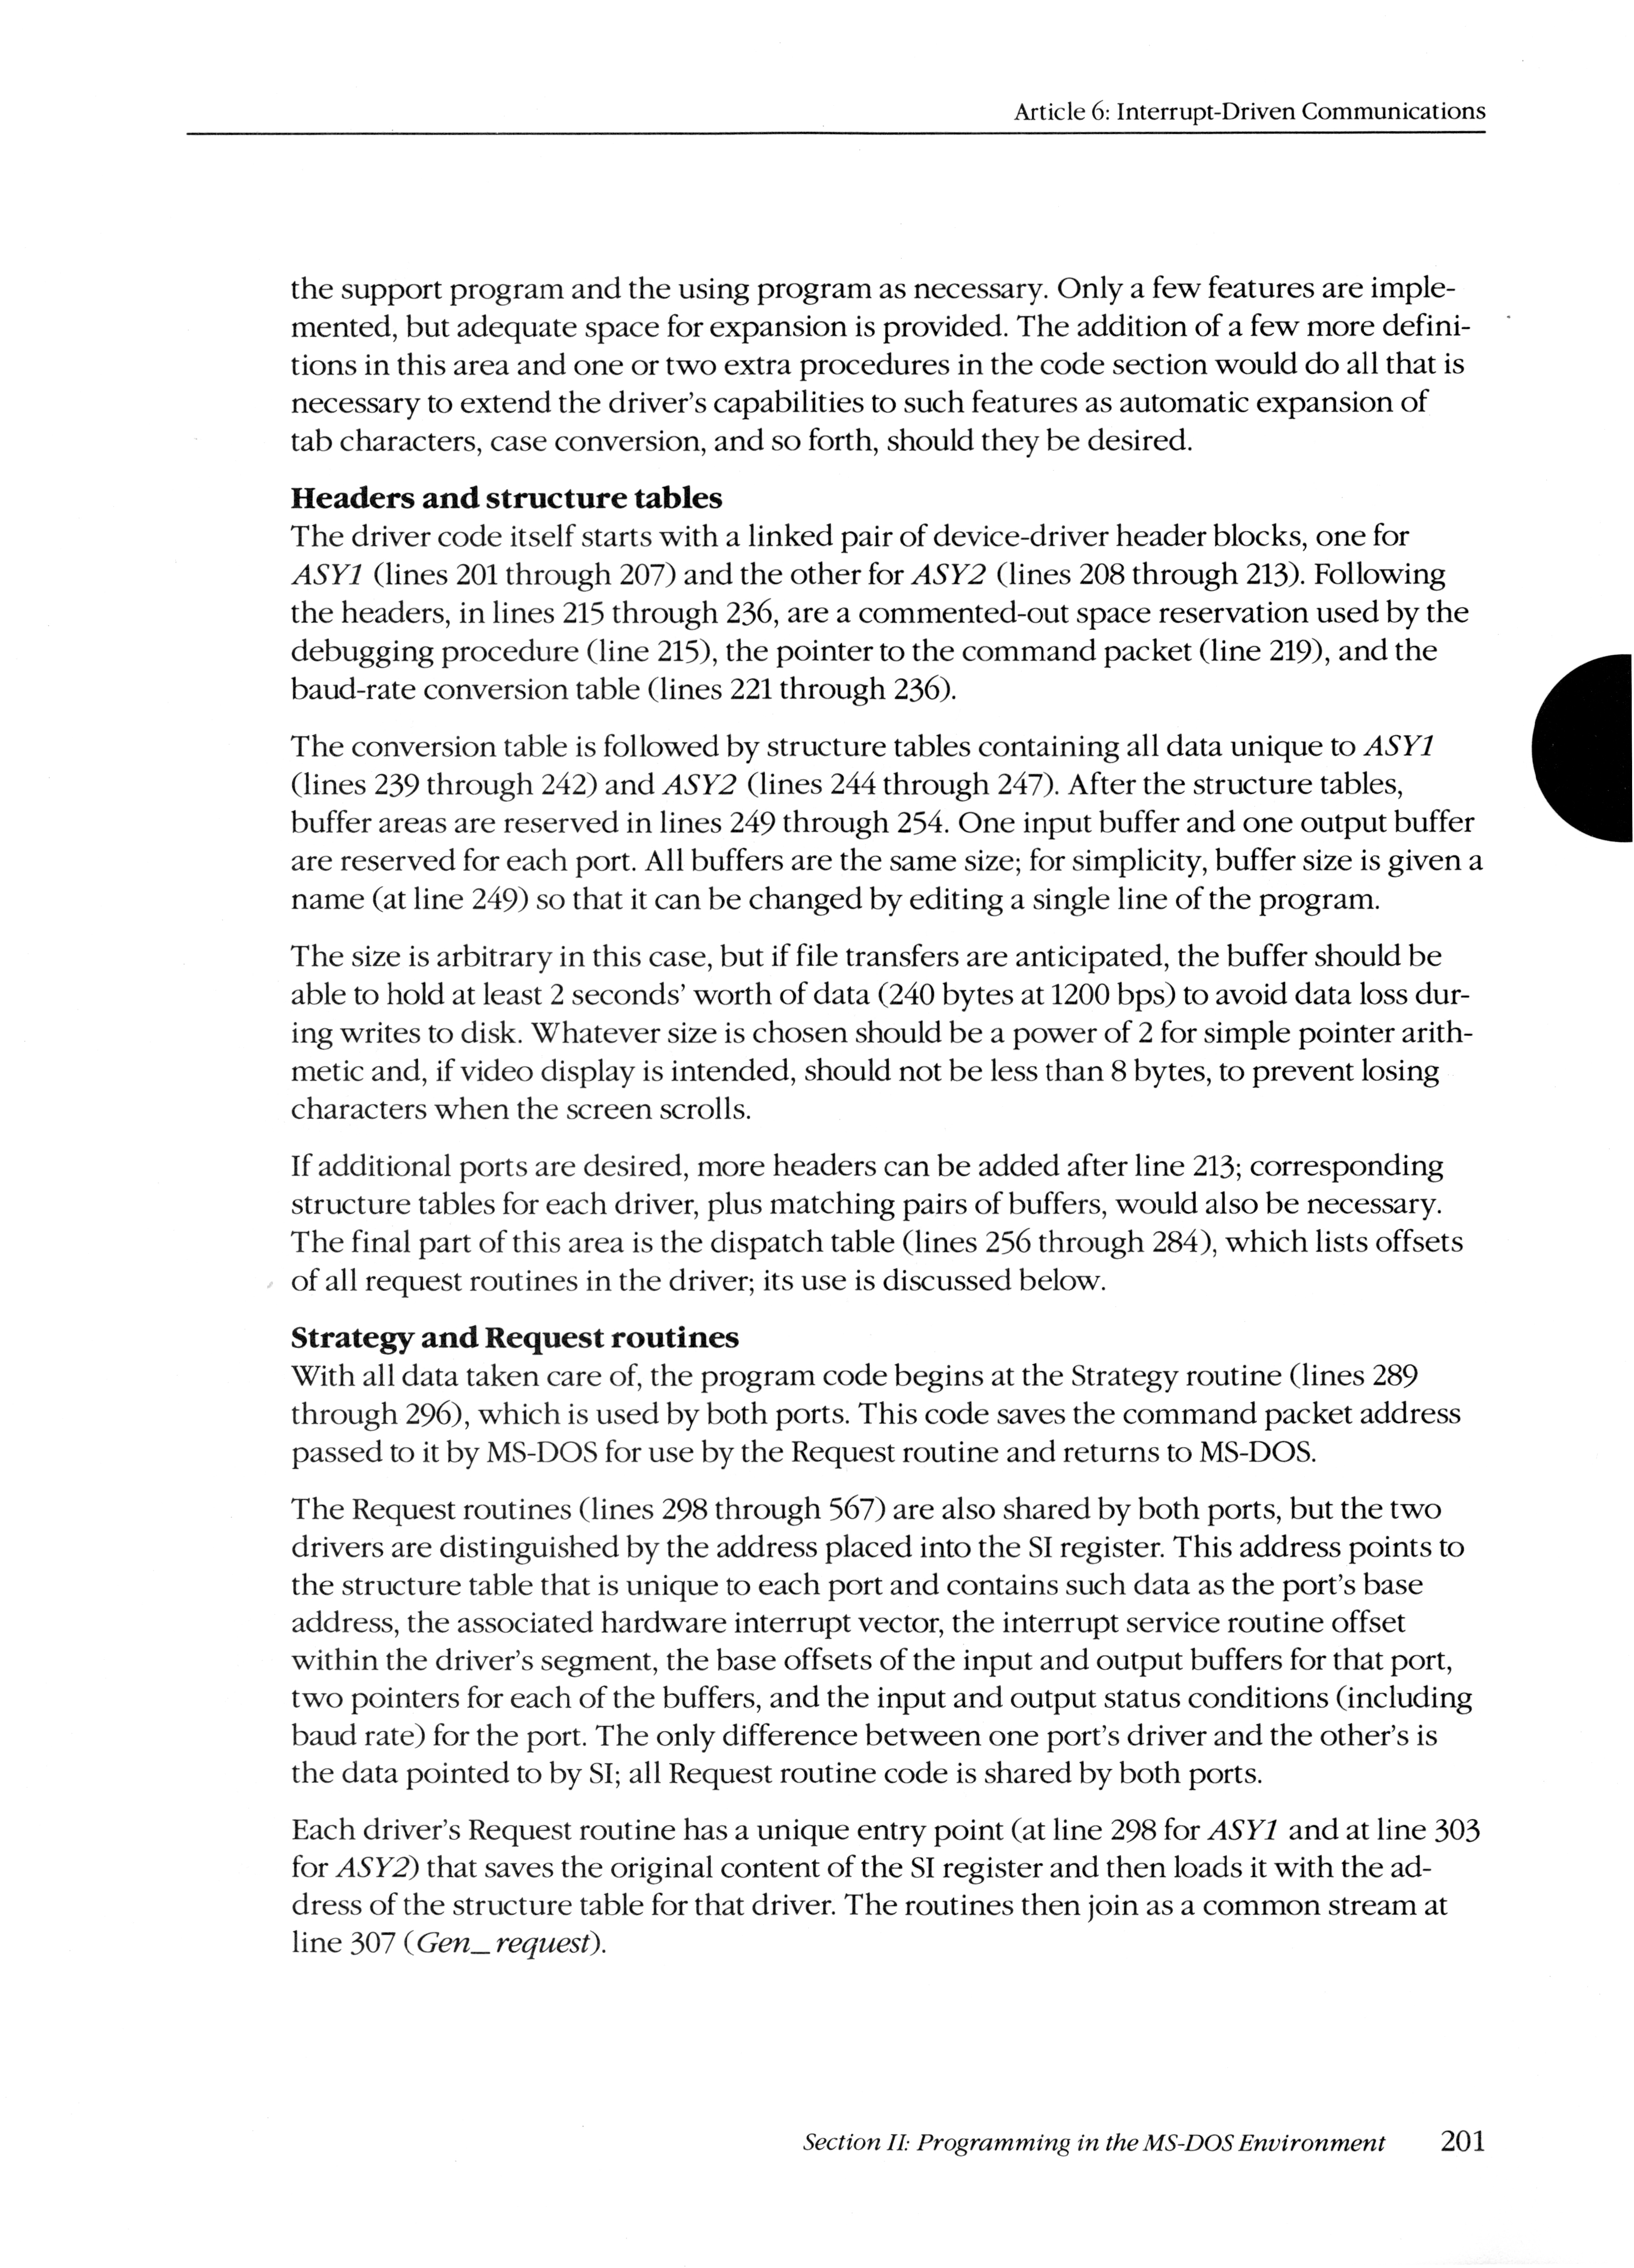 Article 6: Interrupt-Driven Communications
the support program and the using program as necessary. Only a few features are imple-
mented, but adequate space for expansion is provided. The addition of a few more defini-
tions in this area and one or two extra procedures in the code section would do all that is
necessary to extend the driver's capabilities to such features as automatic expansion of
tab characters, case conversion, and so forth, should they be desired.
Headers and structure tables
The driver code itself starts with a linked pair of device-driver header blocks, one for
ASY1 (lines 201 through 207) and the other for ASY2 (lines 208 through 213). Following
the headers, in lines 215 through 236, are a commented-out space reservation used by the
debugging procedure (line 215), the pointer to the command packet (line 219), and the
baud-rate conversion table (lines 221 through 236).
The conversion table is followed by structure tables containing all data unique to ASY1
(lines 239 through 242) and ASY2 (lines 244 through 247). After the structure tables,
buffer areas are reserved in lines 249 through 254. One input buffer and one output buffer
are reserved for each port. All buffers are the same size; for simplicity, buffer size is given a
name (at line 249) so that it can be changed by editing a single line of the program.
The size is arbitrary in this case, but if file transfers are anticipated, the buffer should be
able to hold at least 2 seconds' worth of data (240 bytes at 1200 bps) to avoid data loss dur-
ing writes to disk. Whatever size is chosen should be a power of 2 for simple pointer arith-
metic and, if video display is intended, should not be less than 8 bytes, to prevent losing
characters when the screen scrolls.
If additional ports are desired, more headers can be added after line 213; corresponding
structure tables for each driver, plus matching pairs of buffers, would also be necessary.
The final part of this area is the dispatch table (lines 256 through 284), which lists offsets
of all request routines in the driver; its use is discussed below.
Strategy and Request routines
With all data taken care of, the program code begins at the Strategy routine (lines 289
through 296), which is used by both ports. This code saves the command packet address
passed to it by MS-DOS for use by the Request routine and returns to MS-DOS.
The Request routines (lines 298 through 567) are also shared by both ports, but the two
drivers are distinguished by the address placed into the SI register. This address points to
the structure table that is unique to each port and contains such data as the port's base
address, the associated hardware interrupt vector, the interrupt service routine offset
within the driver's segment, the base offsets of the input and output buffers for that port,
two pointers for each of the buffers, and the input and output status conditions (including
baud rate) for the port. The only difference between one port's driver and the other's is
the data pointed to by SI; all Request routine code is shared by both ports.
Each driver's Request routine has a unique entry point (at line 298 for ASY1 and at line 303
for ASY2) that saves the original content of the SI register and then loads it with the ad-
dress of the structure table for that driver. The routines then join as a common stream at
line 307 (Gen_request).
Section II: Programming in the MS-DOS Environment 201